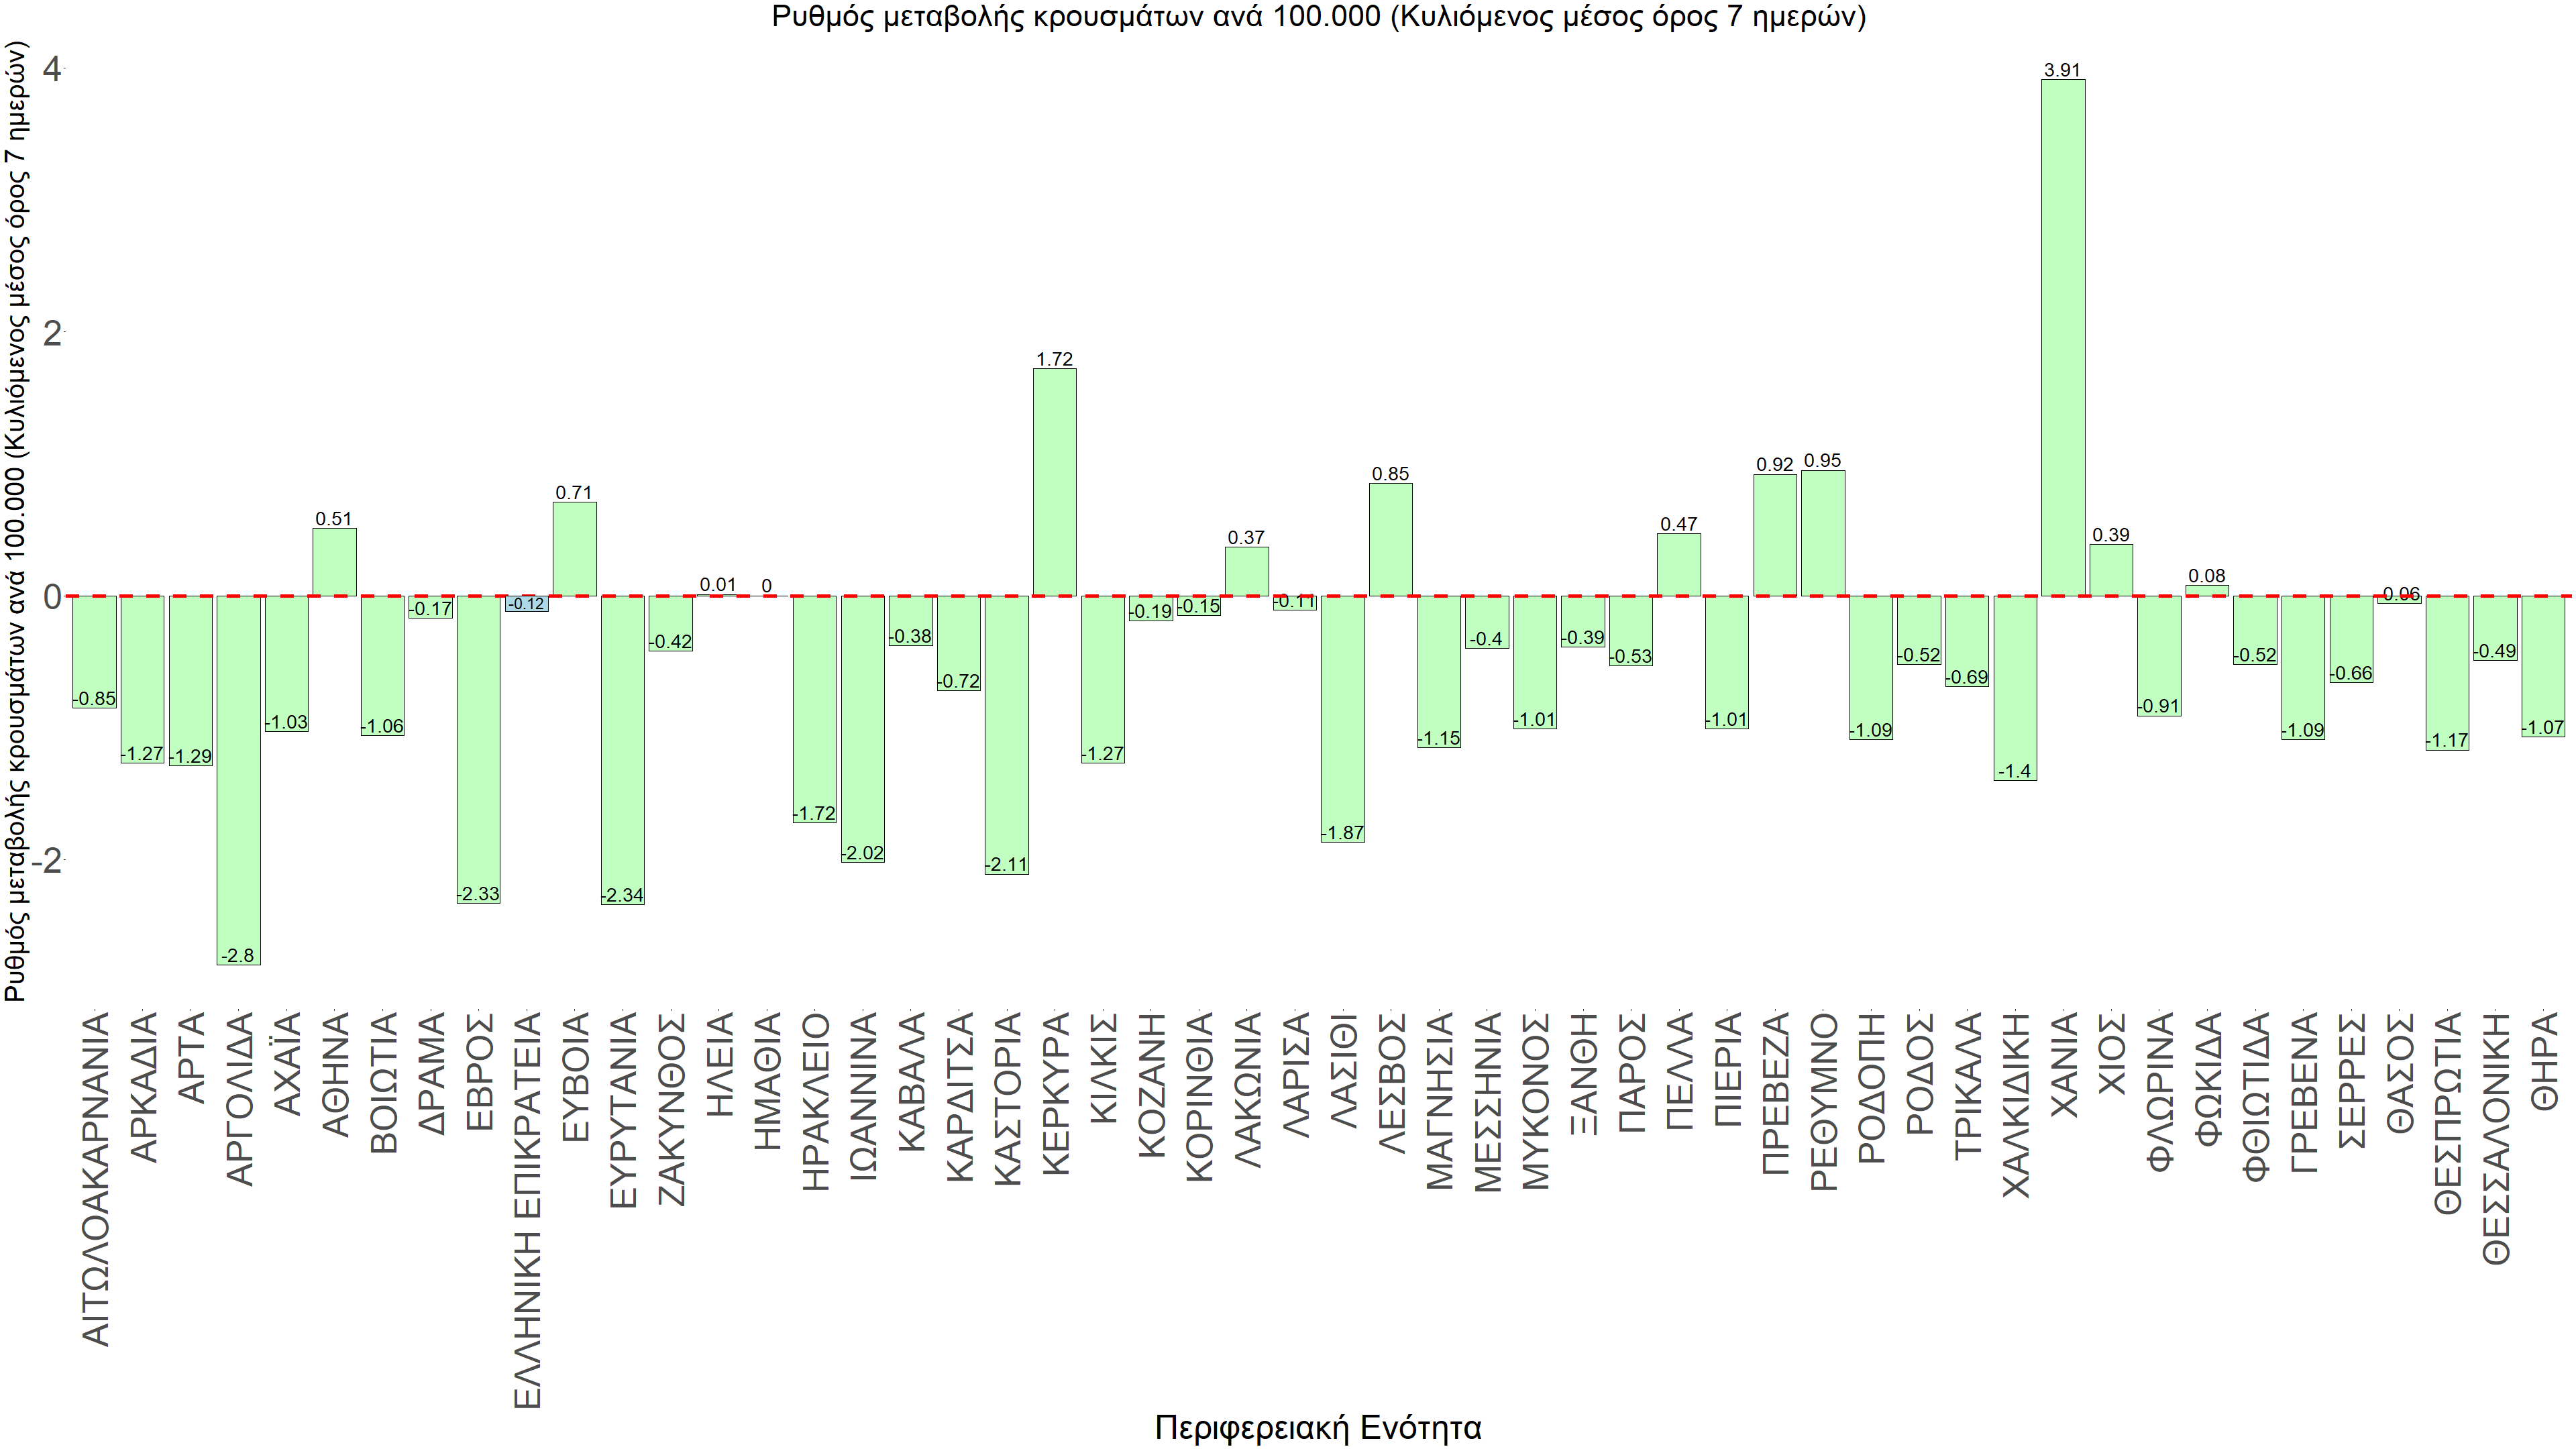 Ρυθμός μεταβολής κρουσμάτων ανά 100.000 (Κυλιόμενος μέσος όρος 7 ημερών)
Ρυθμός μεταβολής κρουσμάτων ανά 100.000 (Κυλιόμενος μέσος όρος 7 ημερών)
4
2
0
-2
-0.85
-1.27
-1.29
-2.8
-1.03
0.51
-1.06
-0.17
-2.33
-0.12
0.71
-2.34
-0.42
0.01
0
-1.72
-2.02
-0.38
-0.72
-2.11
1.72
-1.27
-0.19
-0.15
0.37
-0.11
-1.87
0.85
-1.15
-0.4
-1.01
-0.39
-0.53
0.47
-1.01
0.92
0.95
-1.09
-0.52
-0.69
-1.4
3.91
0.39
-0.91
0.08
-0.52
-1.09
-0.66
-0.06
-1.17
-0.49
-1.07
ΑΙΤΩΛΟΑΚΑΡΝΑΝΙΑ
ΑΡΚΑΔΙΑ
ΑΡΤΑ
ΑΡΓΟΛΙΔΑ
ΑΧΑΪΑ
ΑΘΗΝΑ
ΒΟΙΩΤΙΑ
ΔΡΑΜΑ
ΕΒΡΟΣ
ΕΛΛΗΝΙΚΗ ΕΠΙΚΡΑΤΕΙΑ
ΕΥΒΟΙΑ
ΕΥΡΥΤΑΝΙΑ
ΖΑΚΥΝΘΟΣ
ΗΛΕΙΑ
ΗΜΑΘΙΑ
ΗΡΑΚΛΕΙΟ
ΙΩΑΝΝΙΝΑ
ΚΑΒΑΛΑ
ΚΑΡΔΙΤΣΑ
ΚΑΣΤΟΡΙΑ
ΚΕΡΚΥΡΑ
ΚΙΛΚΙΣ
ΚΟΖΑΝΗ
ΚΟΡΙΝΘΙΑ
ΛΑΚΩΝΙΑ
ΛΑΡΙΣΑ
ΛΑΣΙΘΙ
ΛΕΣΒΟΣ
ΜΑΓΝΗΣΙΑ
ΜΕΣΣΗΝΙΑ
ΜΥΚΟΝΟΣ
ΞΑΝΘΗ
ΠΑΡΟΣ
ΠΕΛΛΑ
ΠΙΕΡΙΑ
ΠΡΕΒΕΖΑ
ΡΕΘΥΜΝΟ
ΡΟΔΟΠΗ
ΡΟΔΟΣ
ΤΡΙΚΑΛΑ
ΧΑΛΚΙΔΙΚΗ
ΧΑΝΙΑ
ΧΙΟΣ
ΦΛΩΡΙΝΑ
ΦΩΚΙΔΑ
ΦΘΙΩΤΙΔΑ
ΓΡΕΒΕΝΑ
ΣΕΡΡΕΣ
ΘΑΣΟΣ
ΘΕΣΠΡΩΤΙΑ
ΘΕΣΣΑΛΟΝΙΚΗ
ΘΗΡΑ
Περιφερειακή Ενότητα